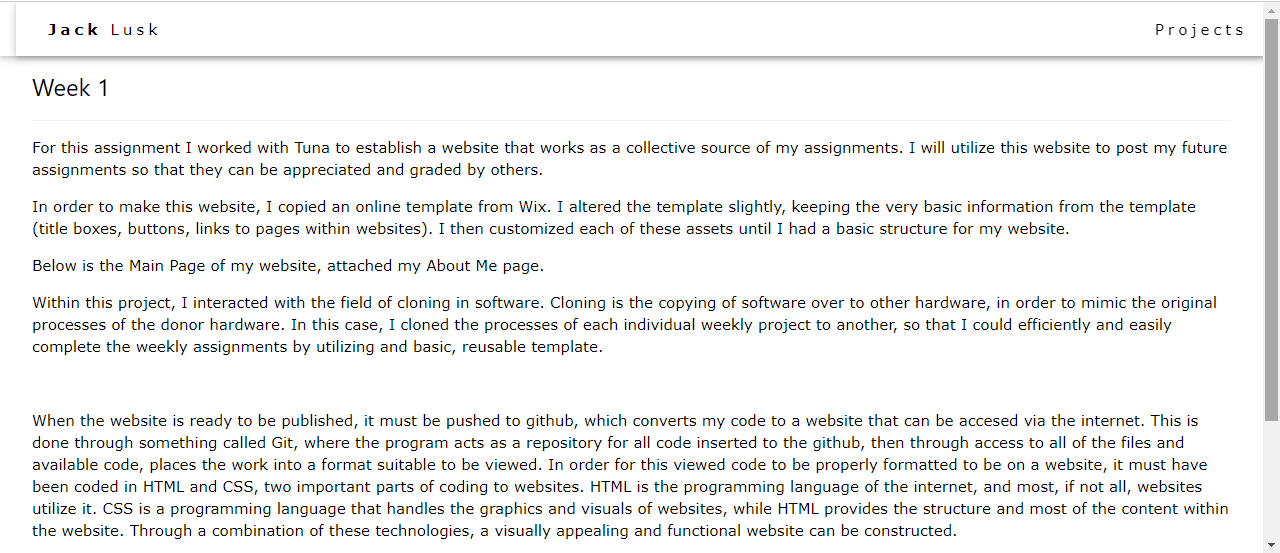 Jack Lusk
Projects
Week 1
For this assignment I worked with Tuna to establish a website that works as a collective source of my assignments. I will utilize this website to post my future
assignments so that they can be appreciated and graded by others.
In order to make this website, I copied an online template from Wix. I altered the template slightly, keeping the very basic information from the template
(title boxes, buttons, links to pages within websites). I then customized each of these assets until I had a basic structure for my website.
Below is the Main Page of my website, attached my About Me page.
Within this project, I interacted with the field of cloning in software. Cloning is the copying of software over to other hardware, in order to mimic the original
processes of the donor hardware. In this case, I cloned the processes of each individual weekly project to another, so that I could efficiently and easily
complete the weekly assignments by utilizing and basic, reusable template.
When the website is ready to be published, it must be pushed to github, which converts my code to a website that can be accesed via the internet. This is
done through something called Git, where the program acts as a repository for all code inserted to the github, then through access to all of the files and
available code, places the work into a format suitable to be viewed. In order for this viewed code to be properly formatted to be on a website, it must have
been coded in HTML and CSS, two important parts of coding to websites. HTML is the programming language of the internet, and most, if not all, websites
utilize it. CSS is a programming language that handles the graphics and visuals of websites, while HTML provides the structure and most of the content within
the website. Through a combination of these technologies, a visually appealing and functional website can be constructed.